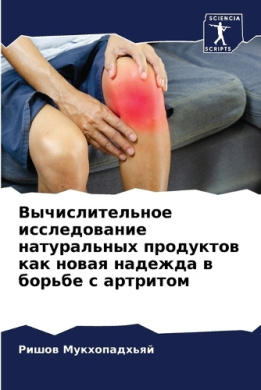 SCIENCIA
SCRIPTS
Вычислительное
исследование
натуральных продуктов
как новая надежда в
борьбе с артритом
Ришов Мукхопадхьяй